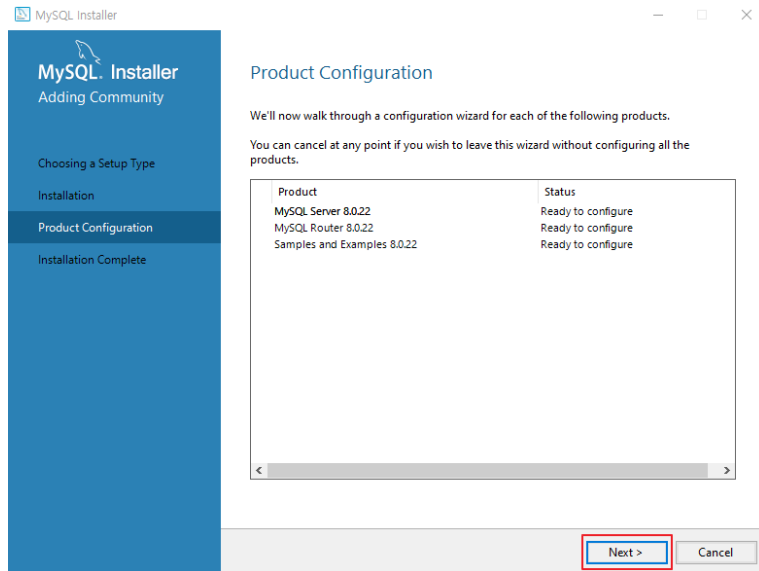 MySQL Installer
MySQL. Installer
Adding Community
Choosing a Setup Type
Installation
Product Configuration
Installation Complete
Product Configuration
We'll now walk through a configuration wizard for each of the following products.
You can cancel at any point if you wish to leave this wizard without configuring all the
products.
Product Status
MySQL Server 8.0.22 Ready to configure
MySQL Router 8.0.22 Ready to configure
Samples and Examples 8.0.22 Ready to configure
Next > Cancel